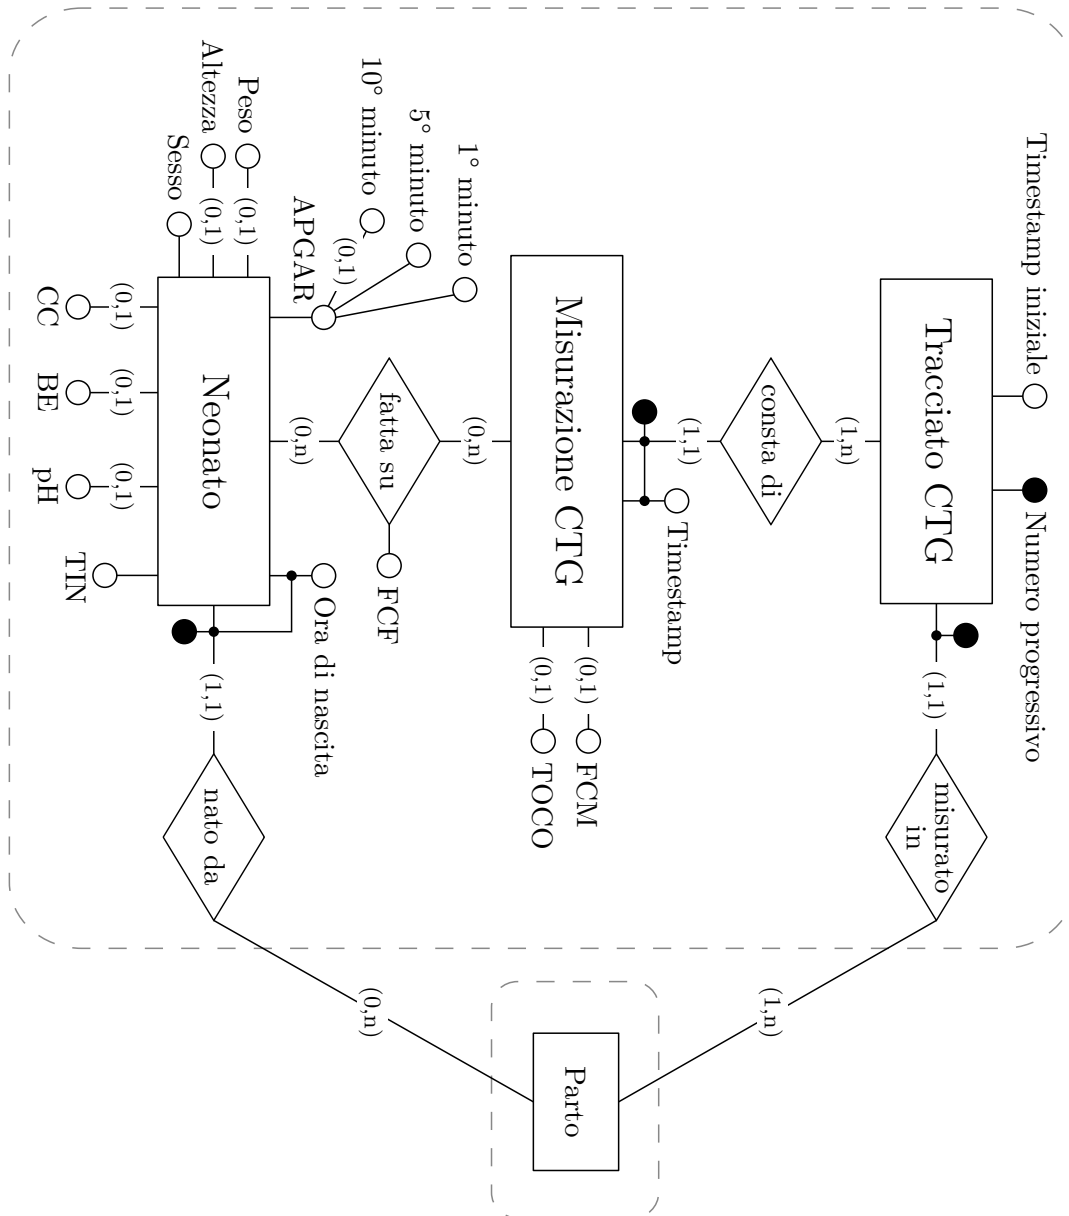 Timestamp iniziale
Numero progressivo
Tracciato CTG
(1,1)
misurato
in
(1,n)
consta di
(1,n)
(1,1)
Timestamp
Misurazione CTG
(0,1)
FCM
(0,1)
TOCO
Parto
(0,n)
1° minuto
5° minuto
10° minuto
(0,1)
APGAR
fatta su
FCF
(0,n)
(0,n)
Ora di nascita
Peso
(0,1)
Altezza
(0,1)
Sesso
Neonato
(1,1)
nato da
(0,1)
(0,1)
(0,1)
CC
BE
pH
TIN